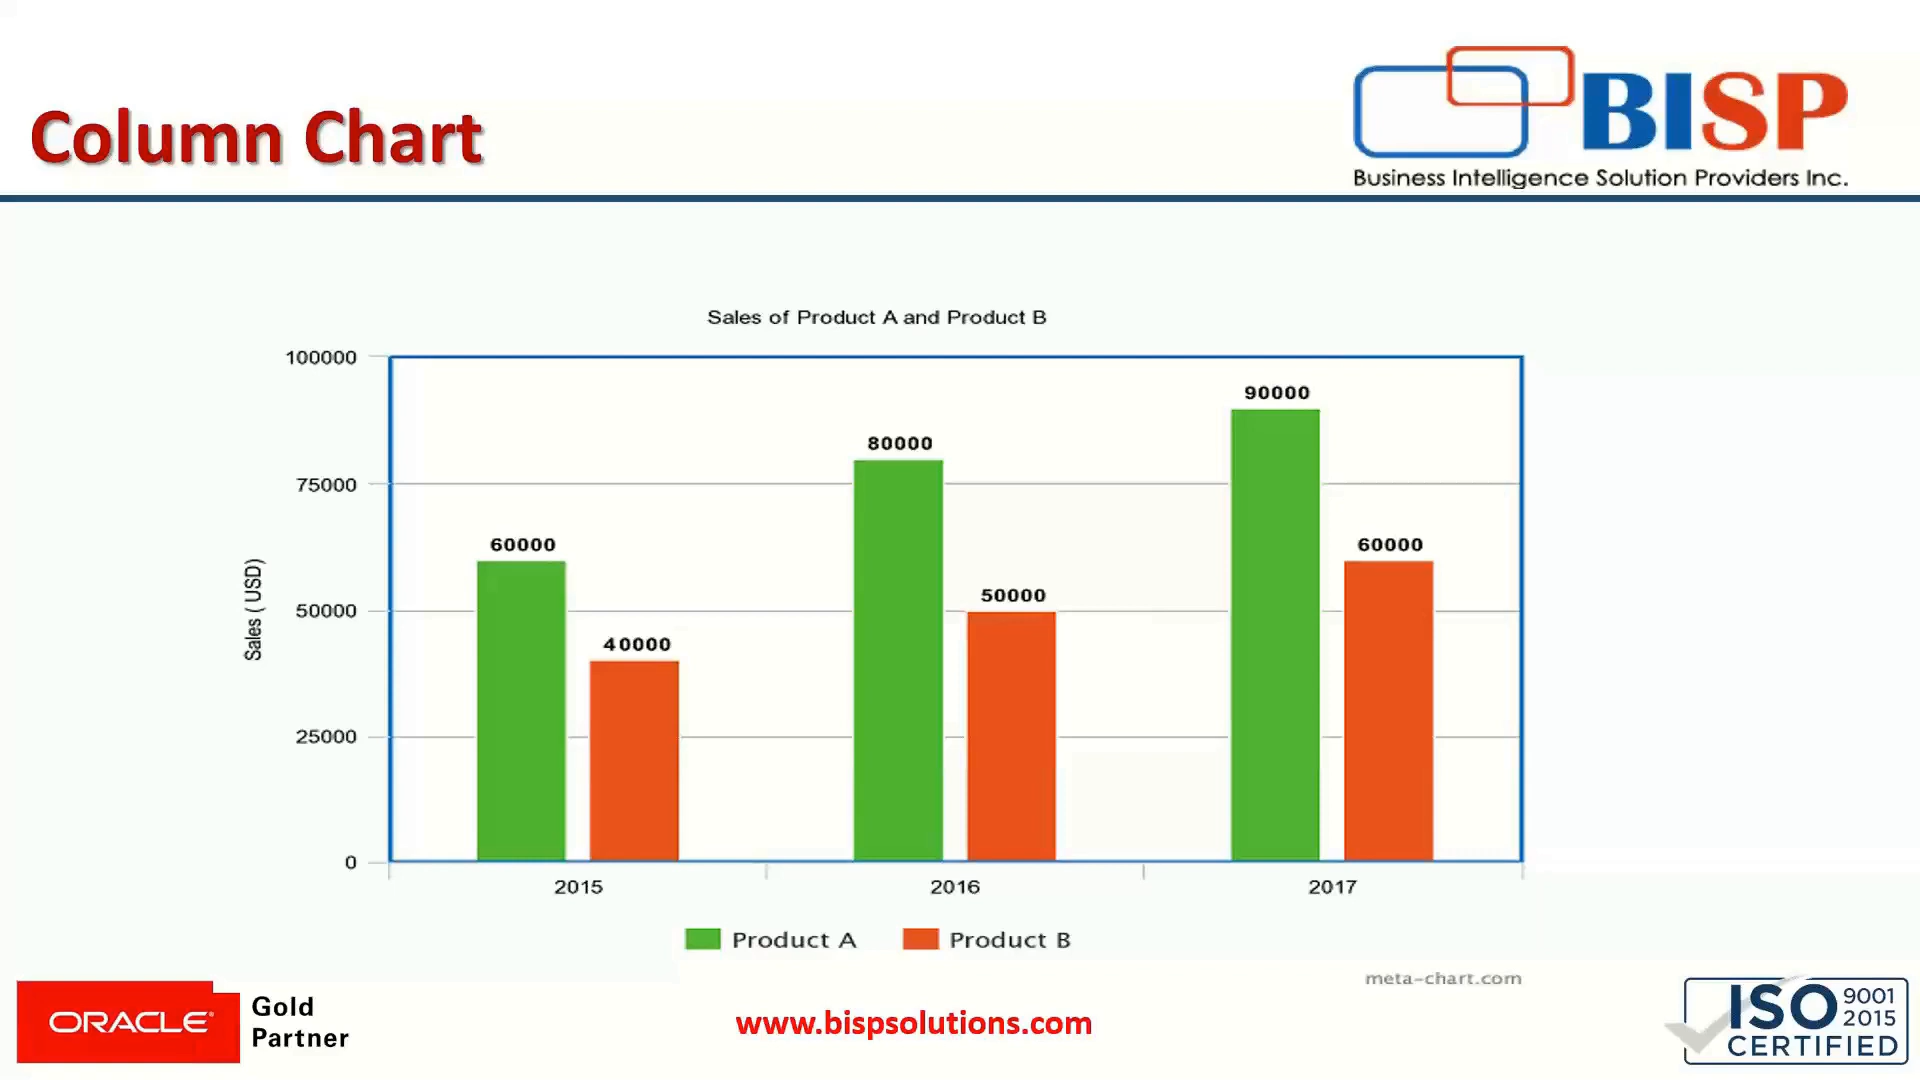 Column Chart
BISP
Business Intelligence Solution Providers Inc.
Sales of Product A and Product B
100000
75000
50000
25000
0
Sales ( USD)
60000
40000
80000
50000
90000
60000
2015
2016
2017
Product A
Product B
meta-chart.com
ORACLE
Gold
Partner
www.bispsolutions.com
ISO
9001
2015
CERTIFIED